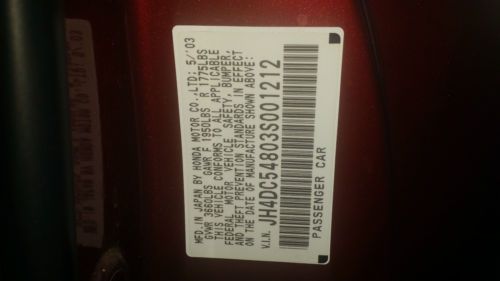 MFD IN JAPAN BY HONDA MOTOR CO.,LTD; 5/'03
GVWR 3660LBS GAWR F 1950LBS R 1775LBS
THIS VEHICLE CONFORMS TO ALL APPLICABLE
FEDERAL MOTOR VEHICLE SAFETY, BUMPER,
AND THEFT PREVENTION STANDARDS IN EFFECT
ON THE DATE OF MANUFACTURE SHOWN ABOVE:
V.I.N. JH4DC54803S001212
PASSENGER CAR